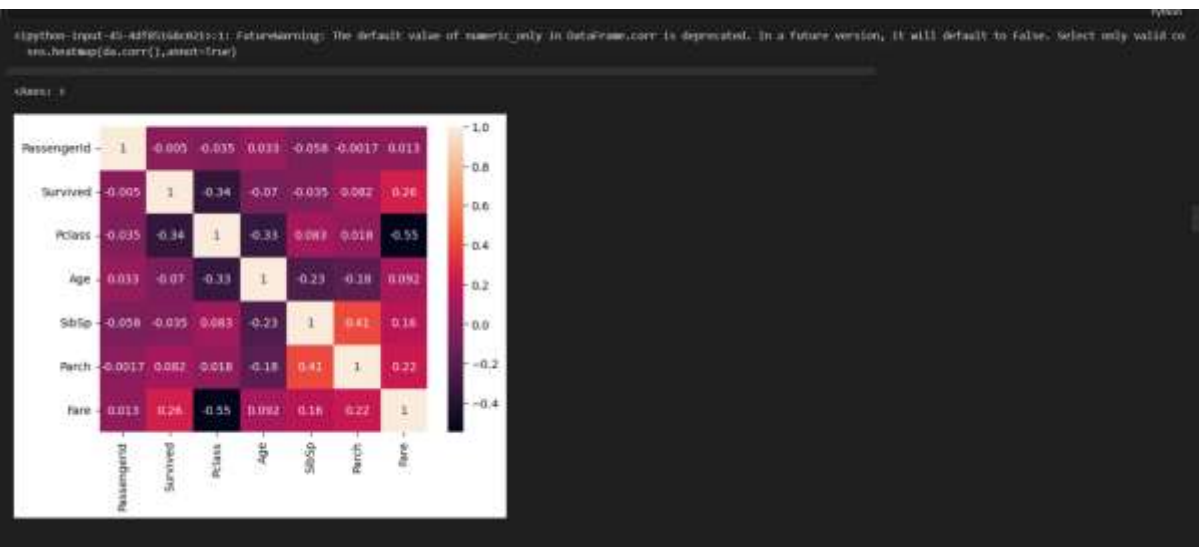 Python
FutureWarning: The default value of numeric_only in DataFrame.corr is deprecated. In a future version, it will default to False. Select only valid co
sns.heatmap(da.corr(),annot=True)
<Axes: >
PassengerId 1 -0.005 -0.035 0.033 -0.058 -0.0017 0.013
Survived -0.005 1 -0.34 -0.07 -0.035 0.082 0.26
Pclass -0.035 -0.34 1 -0.33 0.083 0.018 -0.55
Age 0.033 -0.07 -0.33 1 -0.23 -0.18 0.092
SibSp -0.058 -0.035 0.083 -0.23 1 0.41 0.16
Parch -0.0017 0.082 0.018 -0.18 0.41 1 0.22
Fare 0.013 0.26 -0.55 0.092 0.16 0.22 1
PassengerId Survived Pclass Age SibSp Parch Fare
1.0
0.8
0.6
0.4
0.2
0.0
-0.2
-0.4